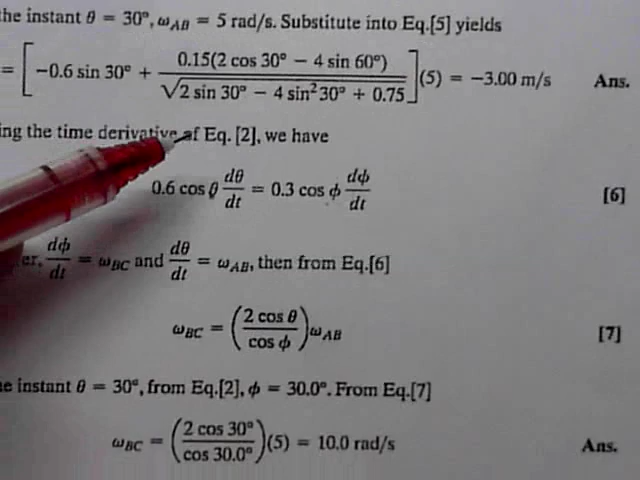 the instant θ = 30°, ω_AB = 5 rad/s. Substitute into Eq.[5] yields
= [ −0.6 sin 30° + 0.15(2 cos 30° − 4 sin 60°) / √(2 sin 30° − 4 sin² 30° + 0.75) ](5) = −3.00 m/s Ans.
ing the time derivative of Eq. [2], we have
0.6 cos θ dθ/dt = 0.3 cos ϕ dϕ/dt [6]
er, dϕ/dt = ω_BC and dθ/dt = ω_AB, then from Eq.[6]
ω_BC = (2 cos θ / cos ϕ)ω_AB [7]
e instant θ = 30°, from Eq.[2], ϕ = 30.0°. From Eq.[7]
ω_BC = (2 cos 30° / cos 30.0°)(5) = 10.0 rad/s Ans.